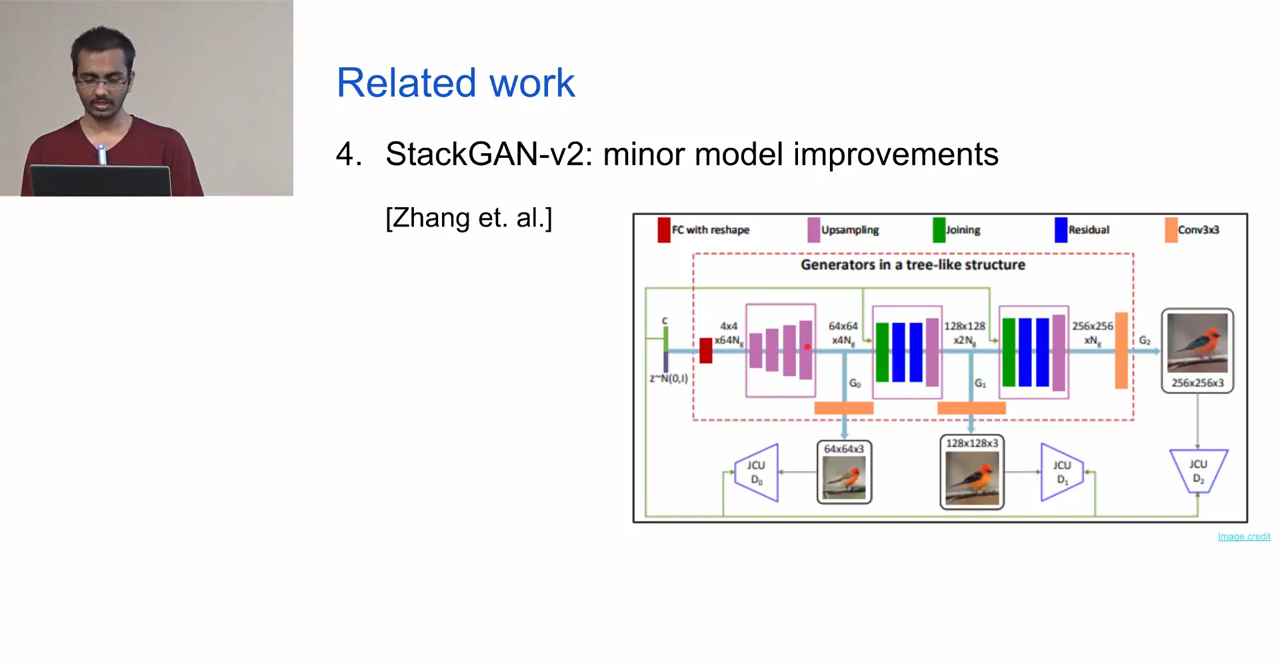 Related work
4. StackGAN-v2: minor model improvements
[Zhang et. al.]
FC with reshape Upsampling Joining Residual Conv3x3
Generators in a tree-like structure
c
z~N(0,I)
4x4
x64Ng
64x64
x4Ng
128x128
x2Ng
256x256
xNg
G₀
G₁
G₂
256x256x3
64x64x3
128x128x3
JCU
D₀
JCU
D₁
JCU
D₂
Image credit